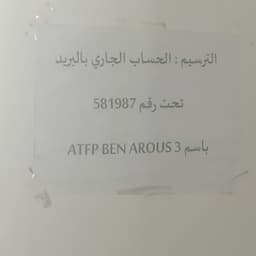 الترسيم : الحساب الجاري بالبريد
تحت رقم 581987
باسم ATFP BEN AROUS 3